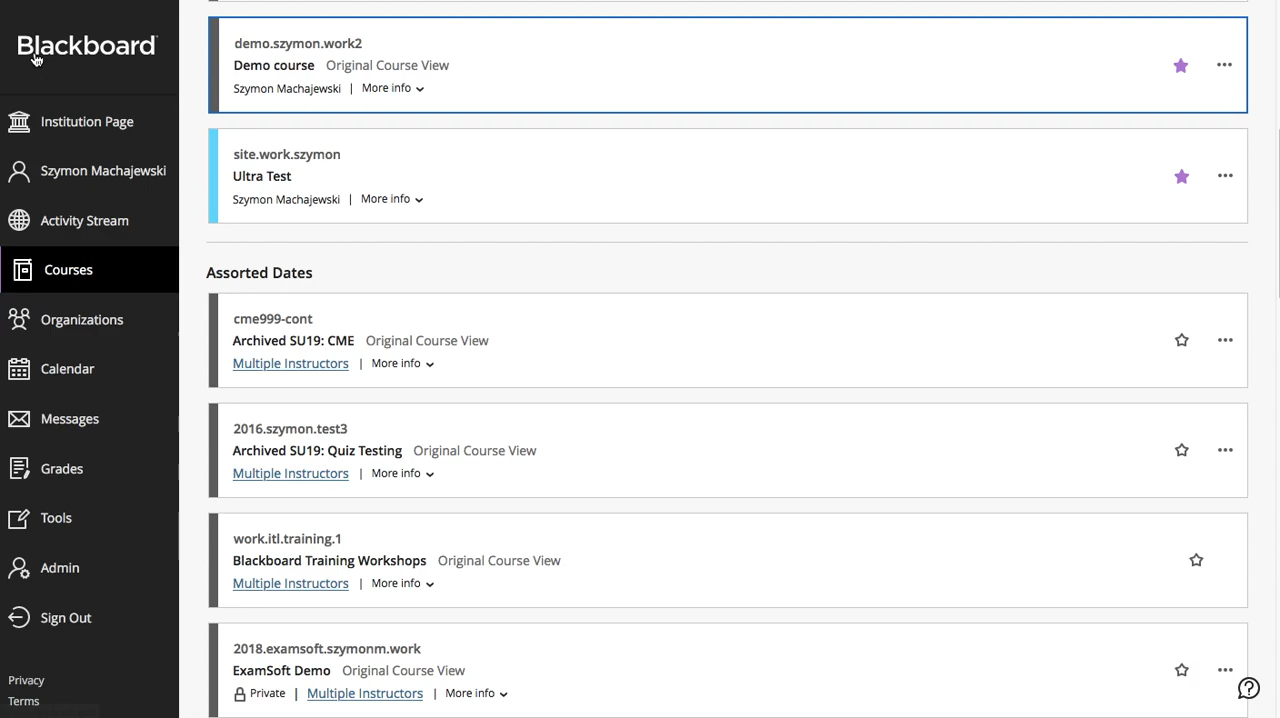 Blackboard
Institution Page
Szymon Machajewski
Activity Stream
Courses
Organizations
Calendar
Messages
Grades
Tools
Admin
Sign Out
Privacy
Terms
demo.szymon.work2
Demo course Original Course View
Szymon Machajewski | More info
site.work.szymon
Ultra Test
Szymon Machajewski | More info
Assorted Dates
cme999-cont
Archived SU19: CME Original Course View
Multiple Instructors | More info
2016.szymon.test3
Archived SU19: Quiz Testing Original Course View
Multiple Instructors | More info
work.itl.training.1
Blackboard Training Workshops Original Course View
Multiple Instructors | More info
2018.examsoft.szymonm.work
ExamSoft Demo Original Course View
Private | Multiple Instructors | More info